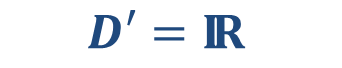 D′ = ℝ